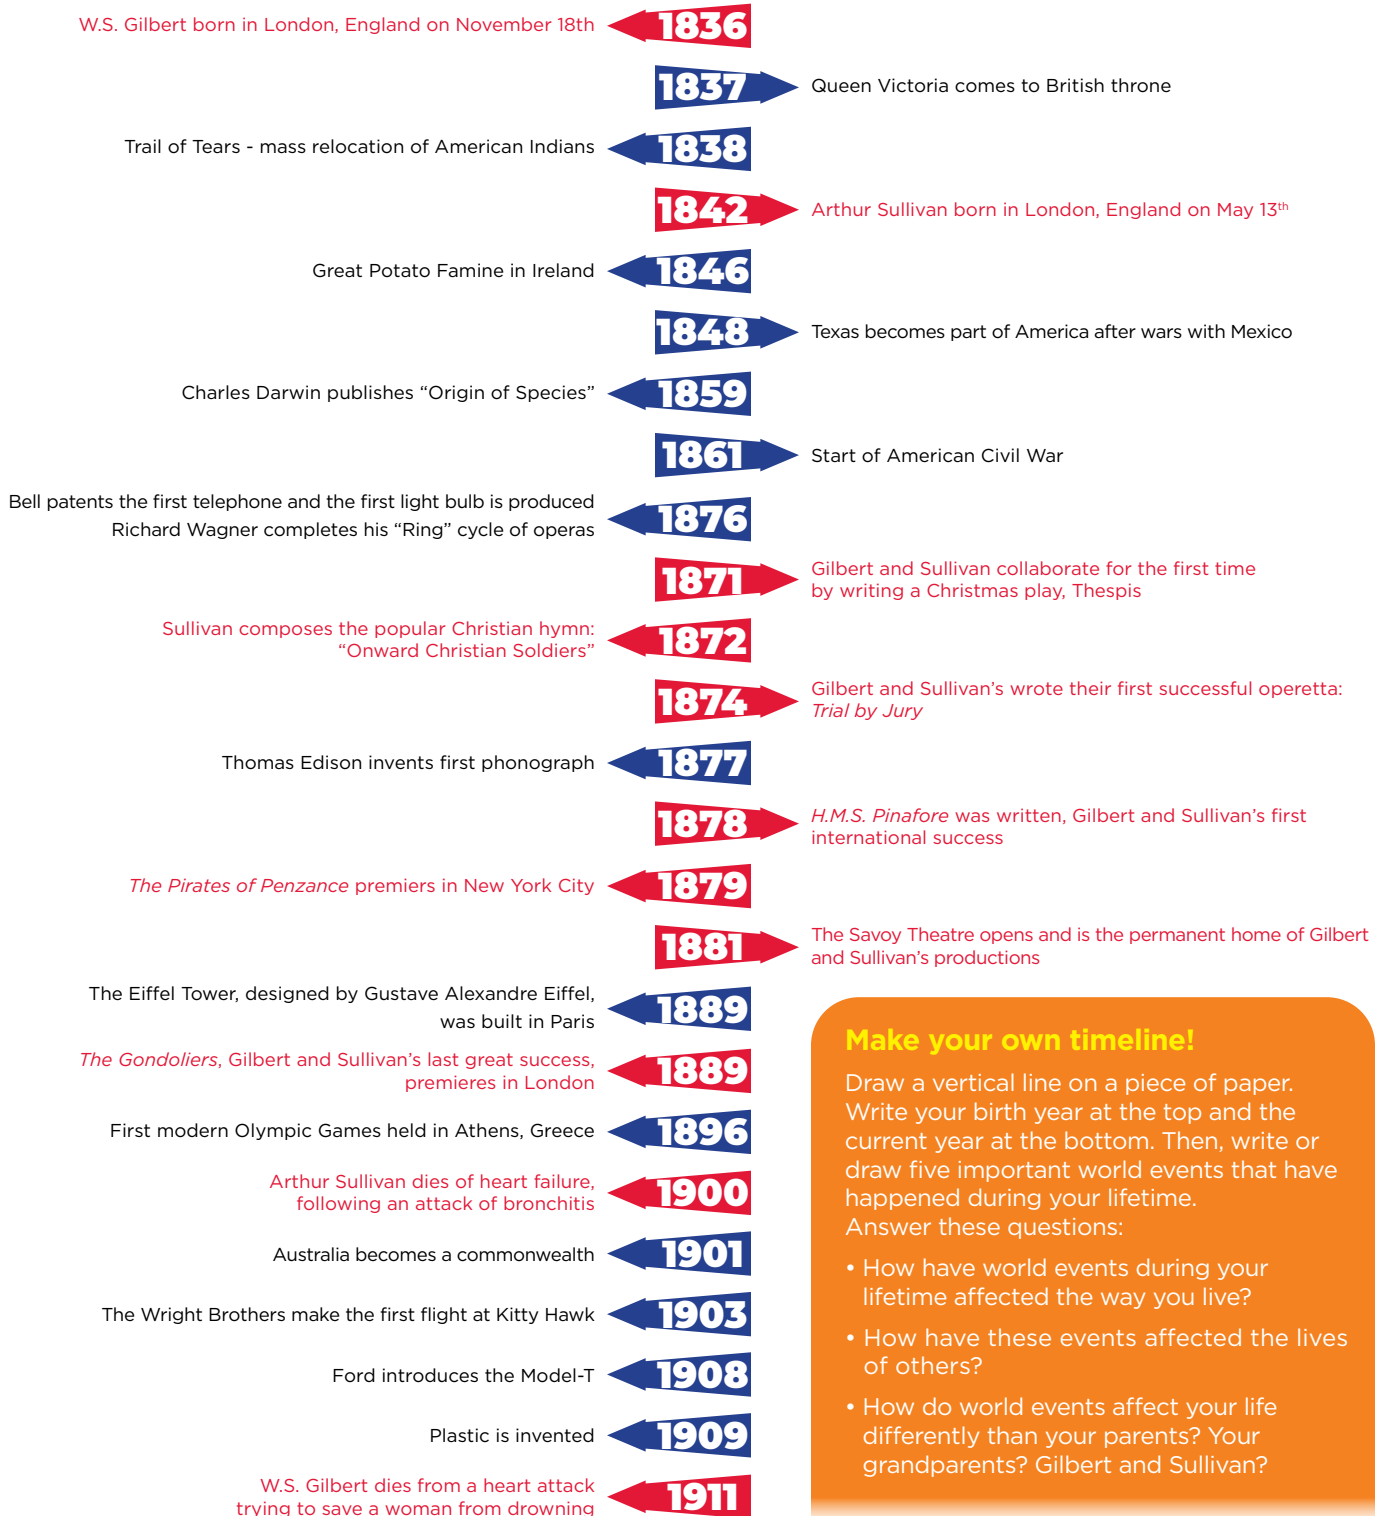 W.S. Gilbert born in London, England on November 18th
1836
1837
Queen Victoria comes to British throne
Trail of Tears - mass relocation of American Indians
1838
1842
Arthur Sullivan born in London, England on May 13th
Great Potato Famine in Ireland
1846
1848
Texas becomes part of America after wars with Mexico
Charles Darwin publishes “Origin of Species”
1859
1861
Start of American Civil War
Bell patents the first telephone and the first light bulb is produced
Richard Wagner completes his “Ring” cycle of operas
1876
1871
Gilbert and Sullivan collaborate for the first time
by writing a Christmas play, Thespis
Sullivan composes the popular Christian hymn:
“Onward Christian Soldiers”
1872
1874
Gilbert and Sullivan’s wrote their first successful operetta:
Trial by Jury
Thomas Edison invents first phonograph
1877
1878
H.M.S. Pinafore was written, Gilbert and Sullivan’s first
international success
The Pirates of Penzance premiers in New York City
1879
1881
The Savoy Theatre opens and is the permanent home of Gilbert
and Sullivan’s productions
The Eiffel Tower, designed by Gustave Alexandre Eiffel,
was built in Paris
1889
The Gondoliers, Gilbert and Sullivan’s last great success,
premieres in London
1889
First modern Olympic Games held in Athens, Greece
1896
Arthur Sullivan dies of heart failure,
following an attack of bronchitis
1900
Australia becomes a commonwealth
1901
The Wright Brothers make the first flight at Kitty Hawk
1903
Ford introduces the Model-T
1908
Plastic is invented
1909
W.S. Gilbert dies from a heart attack
trying to save a woman from drowning
1911
Make your own timeline!
Draw a vertical line on a piece of paper.
Write your birth year at the top and the
current year at the bottom. Then, write or
draw five important world events that have
happened during your lifetime.
Answer these questions:
• How have world events during your
lifetime affected the way you live?
• How have these events affected the lives
of others?
• How do world events affect your life
differently than your parents? Your
grandparents? Gilbert and Sullivan?